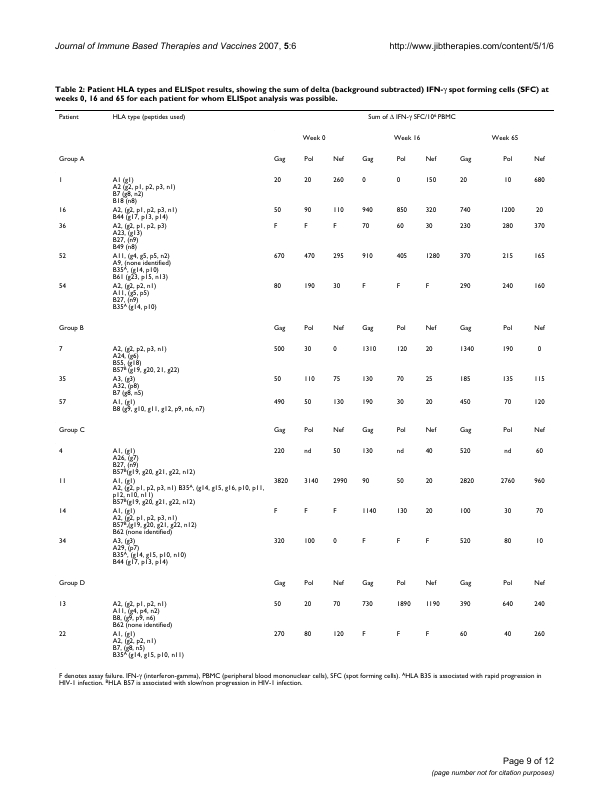 Journal of Immune Based Therapies and Vaccines 2007, 5:6 http://www.jibtherapies.com/content/5/1/6
Table 2: Patient HLA types and ELISpot results, showing the sum of delta (background subtracted) IFN-γ spot forming cells (SFC) at
weeks 0, 16 and 65 for each patient for whom ELISpot analysis was possible.
Patient HLA type (peptides used) Sum of Δ IFN-γ SFC/10⁶ PBMC
Week 0 Week 16 Week 65
Group A Gag Pol Nef Gag Pol Nef Gag Pol Nef
1 A1 (g1) 20 20 260 0 0 150 20 10 680
A2 (g2, p1, p2, p3, n1)
B7 (g8, n2)
B18 (n8)
16 A2, (g2, p1, p2, p3, n1) 50 90 110 940 850 320 740 1200 20
B44 (g17, p13, p14)
36 A2, (g2, p1, p2, p3) F F F 70 60 30 230 280 370
A23, (g13)
B27, (n9)
B49 (n8)
52 A11, (g4, g5, p5, n2) 670 470 295 910 405 1280 370 215 165
A9, (none identified)
B35ᴬ, (g14, p10)
B61 (g23, p15, n13)
54 A2, (g2, p2, n1) 80 190 30 F F F 290 240 160
A11, (g5, p5)
B27, (n9)
B35ᴬ (g14, p10)
Group B Gag Pol Nef Gag Pol Nef Gag Pol Nef
7 A2, (g2, p2, p3, n1) 500 30 0 1310 120 20 1340 190 0
A24, (g6)
B55, (g18)
B57ᴮ (g19, g20, 21, g22)
35 A3, (g3) 50 110 75 130 70 25 185 135 115
A32, (p8)
B7 (g8, n5)
57 A1, (g1) 490 50 130 190 30 20 450 70 120
B8 (g9, g10, g11, g12, p9, n6, n7)
Group C Gag Pol Nef Gag Pol Nef Gag Pol Nef
4 A1, (g1) 220 nd 50 130 nd 40 520 nd 60
A26, (g7)
B27, (n9)
B57ᴮ(g19, g20, g21, g22, n12)
11 A1, (g1) 3820 3140 2990 90 50 20 2820 2760 960
A2, (g2, p1, p2, p3, n1) B35ᴬ, (g14, g15, g16, p10, p11,
p12, n10, n11)
B57ᴮ(g19, g20, g21, g22, n12)
14 A1, (g1) F F F 1140 130 20 100 30 70
A2, (g2, p1, p2, p3, n1)
B57ᴮ,(g19, g20, g21, g22, n12)
B62 (none identified)
34 A3, (g3) 320 100 0 F F F 520 80 10
A29, (p7)
B35ᴬ, (g14, g15, p10, n10)
B44 (g17, p13, p14)
Group D Gag Pol Nef Gag Pol Nef Gag Pol Nef
13 A2, (g2, p1, p2, n1) 50 20 70 730 1890 1190 390 640 240
A11, (g4, p4, n2)
B8, (g9, p9, n6)
B62 (none identified)
22 A1, (g1) 270 80 120 F F F 60 40 260
A2, (g2, p2, n1)
B7, (g8, n5)
B35ᴬ (g14, g15, p10, n11)
F denotes assay failure. IFN-γ (interferon-gamma), PBMC (peripheral blood mononuclear cells), SFC (spot forming cells). ᴬHLA B35 is associated with rapid progression in
HIV-1 infection. ᴮHLA B57 is associated with slow/non progression in HIV-1 infection.
Page 9 of 12
(page number not for citation purposes)